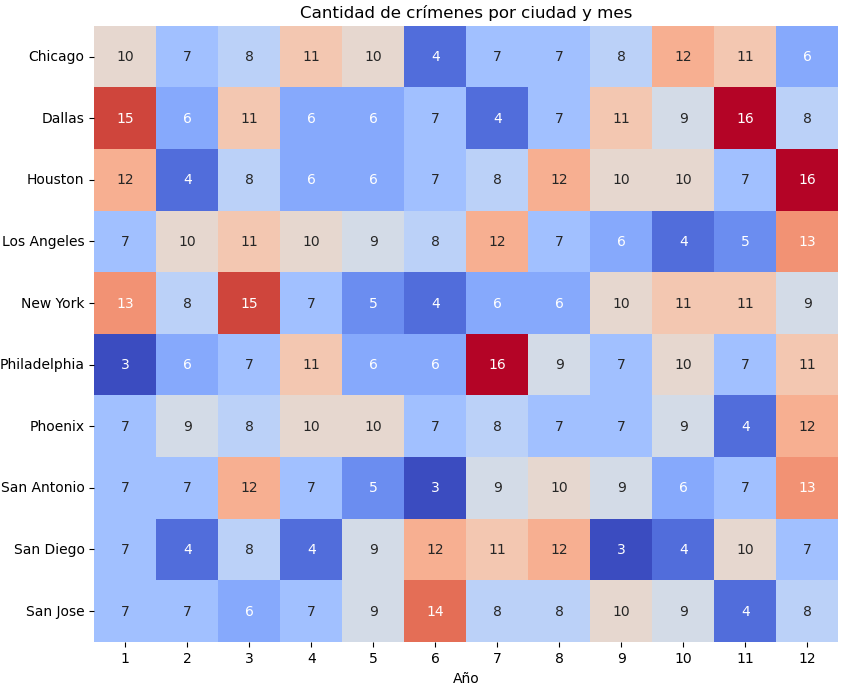 Cantidad de crímenes por ciudad y mes
Chicago 10 7 8 11 10 4 7 7 8 12 11 6
Dallas 15 6 11 6 6 7 4 7 11 9 16 8
Houston 12 4 8 6 6 7 8 12 10 10 7 16
Los Angeles 7 10 11 10 9 8 12 7 6 4 5 13
New York 13 8 15 7 5 4 6 6 10 11 11 9
Philadelphia 3 6 7 11 6 6 16 9 7 10 7 11
Phoenix 7 9 8 10 10 7 8 7 7 9 4 12
San Antonio 7 7 12 7 5 3 9 10 9 6 7 13
San Diego 7 4 8 4 9 12 11 12 3 4 10 7
San Jose 7 7 6 7 9 14 8 8 10 9 4 8
1 2 3 4 5 6 7 8 9 10 11 12
Año